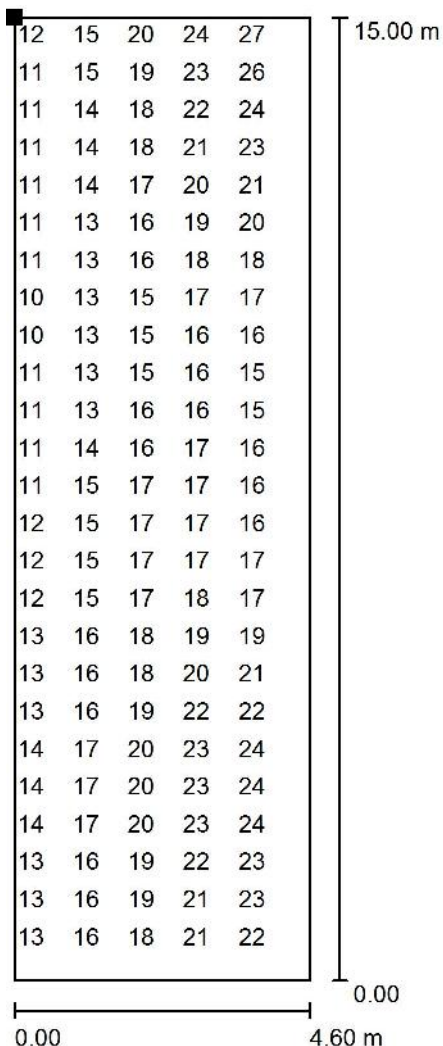 12 15 20 24 27 15.00 m
11 15 19 23 26
11 14 18 22 24
11 14 18 21 23
11 14 17 20 21
11 13 16 19 20
11 13 16 18 18
10 13 15 17 17
10 13 15 16 16
11 13 15 16 15
11 13 16 16 15
11 14 16 17 16
11 15 17 17 16
12 15 17 17 16
12 15 17 17 17
12 15 17 18 17
13 16 18 19 19
13 16 18 20 21
13 16 19 22 22
14 17 20 23 24
14 17 20 23 24
14 17 20 23 24
13 16 19 22 23
13 16 19 21 23
13 16 18 21 22
0.00
0.00 4.60 m